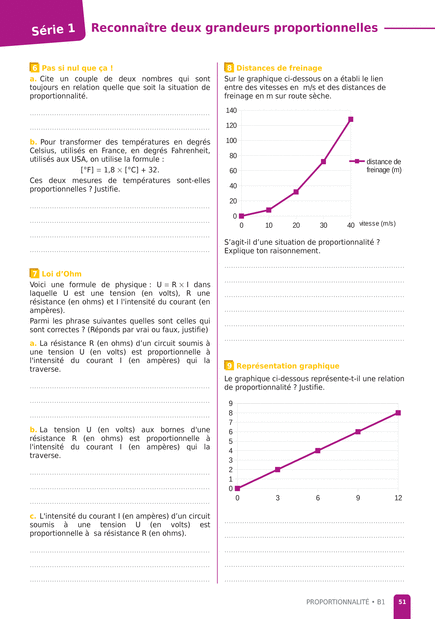 Série 1
Reconnaître deux grandeurs proportionnelles
6 Pas si nul que ça !
a. Cite un couple de deux nombres qui sont
toujours en relation quelle que soit la situation de
proportionnalité.
b. Pour transformer des températures en degrés
Celsius, utilisés en France, en degrés Fahrenheit,
utilisés aux USA, on utilise la formule :
[°F] = 1,8 × [°C] + 32.
Ces deux mesures de températures sont-elles
proportionnelles ? Justifie.
7 Loi d'Ohm
Voici une formule de physique : U = R × I dans
laquelle U est une tension (en volts), R une
résistance (en ohms) et I l'intensité du courant (en
ampères).
Parmi les phrase suivantes quelles sont celles qui
sont correctes ? (Réponds par vrai ou faux, justifie)
a. La résistance R (en ohms) d'un circuit soumis à
une tension U (en volts) est proportionnelle à
l'intensité du courant I (en ampères) qui la
traverse.
b. La tension U (en volts) aux bornes d'une
résistance R (en ohms) est proportionnelle à
l'intensité du courant I (en ampères) qui la
traverse.
c. L'intensité du courant I (en ampères) d'un circuit
soumis à une tension U (en volts) est
proportionnelle à sa résistance R (en ohms).
8 Distances de freinage
Sur le graphique ci-dessous on a établi le lien
entre des vitesses en m/s et des distances de
freinage en m sur route sèche.
140
120
100
80
60
40
20
0
0 10 20 30 40 vitesse (m/s)
distance de
freinage (m)
S'agit-il d'une situation de proportionnalité ?
Explique ton raisonnement.
9 Représentation graphique
Le graphique ci-dessous représente-t-il une relation
de proportionnalité ? Justifie.
9
8
7
6
5
4
3
2
1
0
0 3 6 9 12
PROPORTIONNALITÉ • B1 51